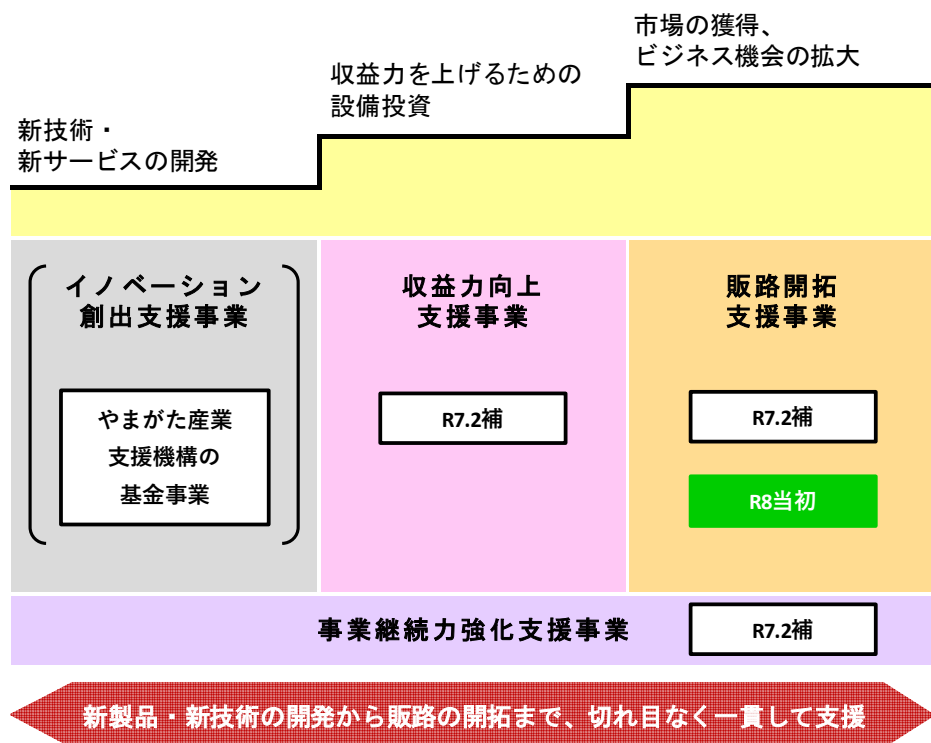 市場の獲得、
ビジネス機会の拡大
収益力を上げるための
設備投資
新技術・
新サービスの開発
イノベーション
創出支援事業
やまがた産業
支援機構の
基金事業
収益力向上
支援事業
R7.2補
販路開拓
支援事業
R7.2補
R8当初
事業継続力強化支援事業
R7.2補
新製品・新技術の開発から販路の開拓まで、切れ目なく一貫して支援